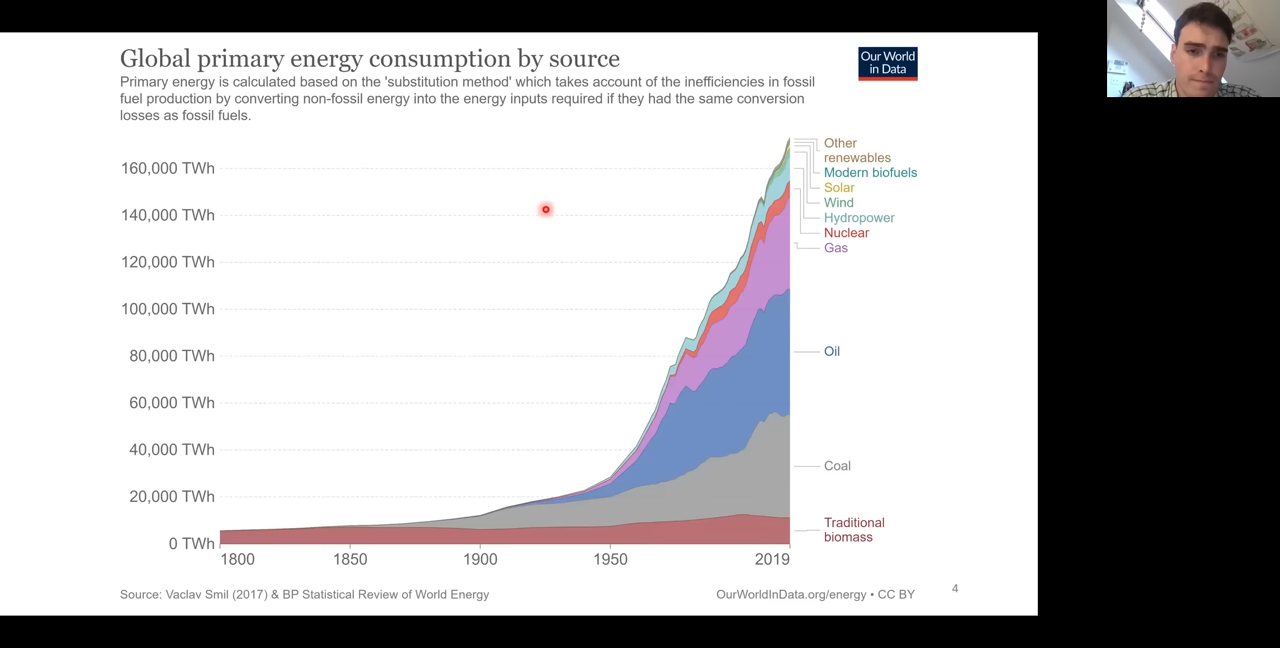 Global primary energy consumption by source
Primary energy is calculated based on the 'substitution method' which takes account of the inefficiencies in fossil
fuel production by converting non-fossil energy into the energy inputs required if they had the same conversion
losses as fossil fuels.
Our World
in Data
160,000 TWh
140,000 TWh
120,000 TWh
100,000 TWh
80,000 TWh
60,000 TWh
40,000 TWh
20,000 TWh
0 TWh
Other
renewables
Modern biofuels
Solar
Wind
Hydropower
Nuclear
Gas
Oil
Coal
Traditional
biomass
1800
1850
1900
1950
2019
Source: Vaclav Smil (2017) & BP Statistical Review of World Energy
OurWorldInData.org/energy • CC BY
4